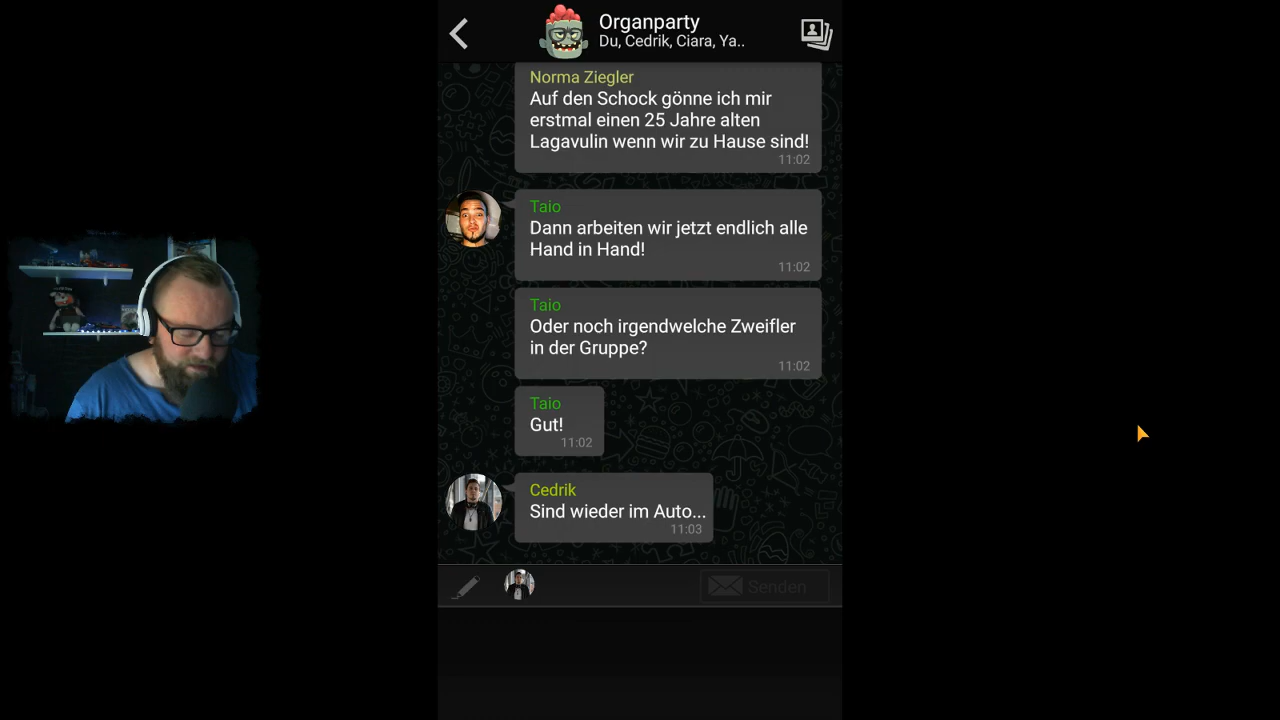 Organparty
Du, Cedrik, Ciara, Ya..
Norma Ziegler
Auf den Schock gönne ich mir
erstmal einen 25 Jahre alten
Lagavulin wenn wir zu Hause sind!
11:02
Taio
Dann arbeiten wir jetzt endlich alle
Hand in Hand!
11:02
Taio
Oder noch irgendwelche Zweifler
in der Gruppe?
11:02
Taio
Gut!
11:02
Cedrik
Sind wieder im Auto...
11:03
Senden